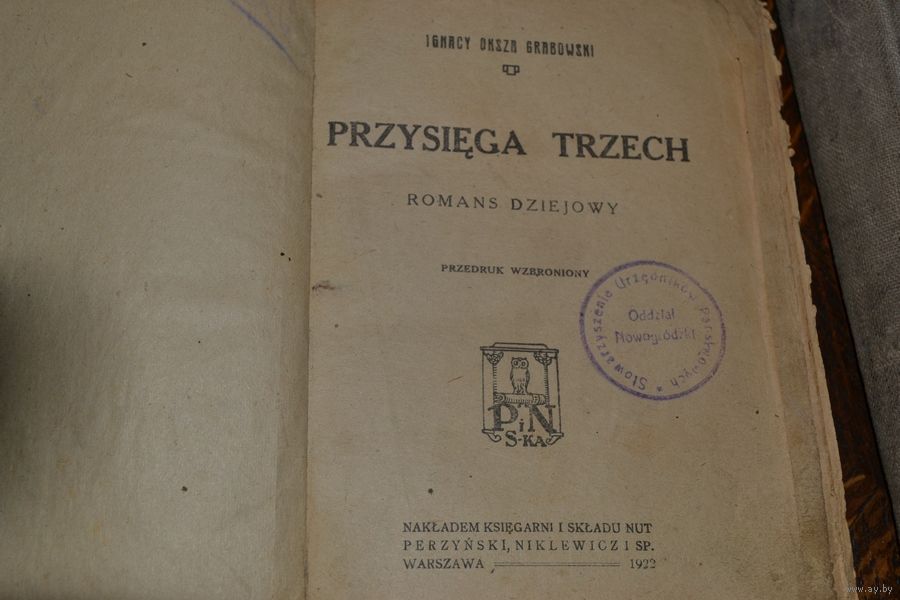 IGNACY OKSZA GRABOWSKI
PRZYSIĘGA TRZECH
ROMANS DZIEJOWY
PRZEDRUK WZBRONIONY
Stowarzyszenie Urzędników Państwowych *
Oddział
Nowogródzki
P i N
S-KA
NAKŁADEM KSIĘGARNI I SKŁADU NUT
PERZYŃSKI, NIKLEWICZ I SP.
WARSZAWA 1922
www.ay.by